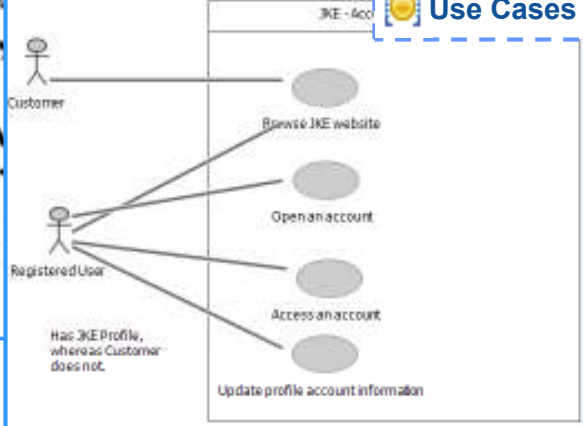 JKE - Acc
Use Cases
Customer
Browse JKE website
Open an account
Registered User
Access an account
Has JKE Profile,
whereas Customer
does not.
Update profile account information